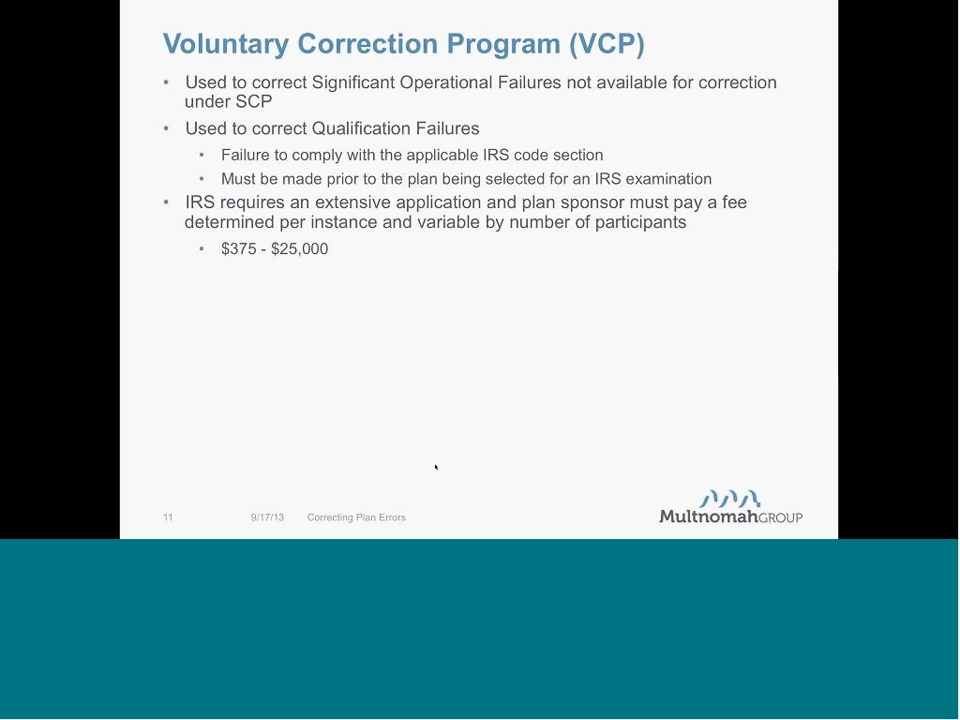 Voluntary Correction Program (VCP)
• Used to correct Significant Operational Failures not available for correction
under SCP
• Used to correct Qualification Failures
• Failure to comply with the applicable IRS code section
• Must be made prior to the plan being selected for an IRS examination
• IRS requires an extensive application and plan sponsor must pay a fee
determined per instance and variable by number of participants
• $375 - $25,000
11 9/17/13 Correcting Plan Errors
MultnomahGROUP